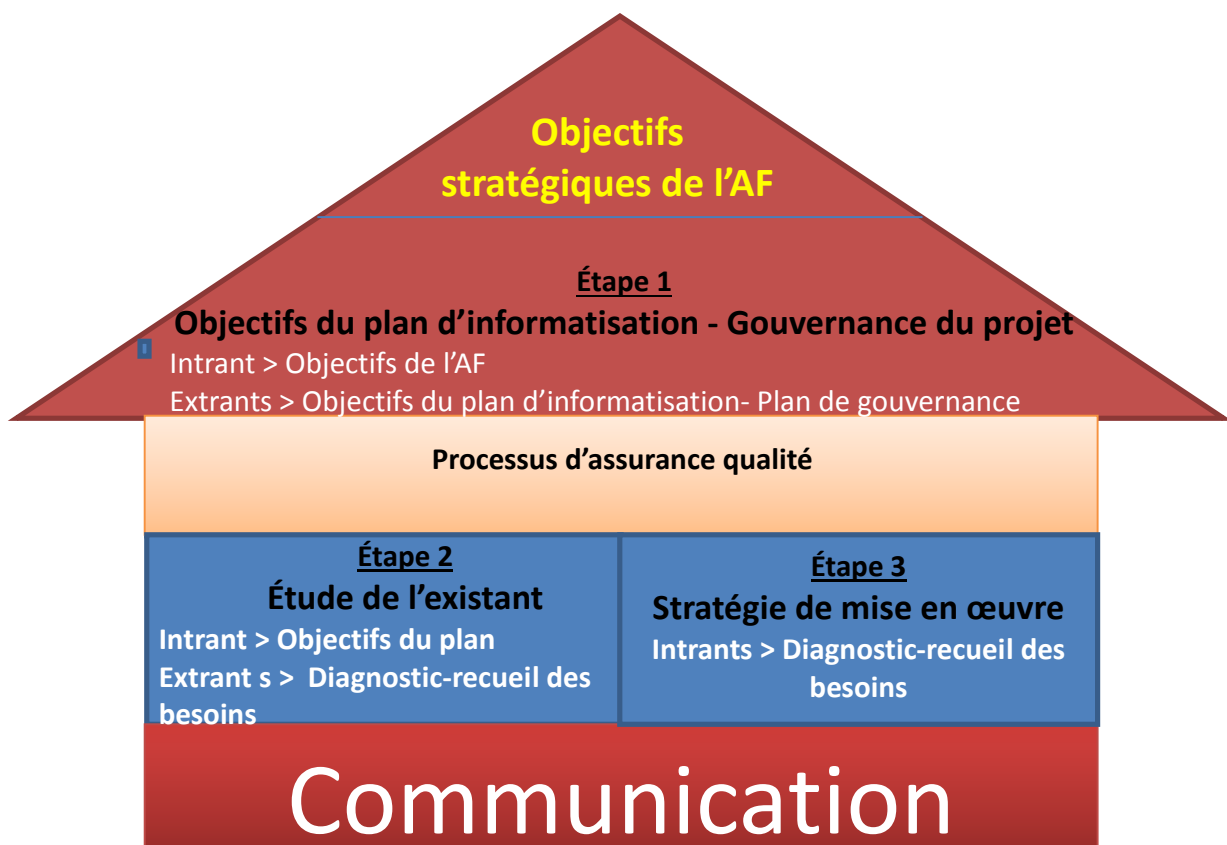 Objectifs
stratégiques de l’AF
Étape 1
Objectifs du plan d’informatisation - Gouvernance du projet
Intrant > Objectifs de l’AF
Extrants > Objectifs du plan d’informatisation- Plan de gouvernance
Processus d’assurance qualité
Étape 2
Étude de l’existant
Intrant > Objectifs du plan
Extrant s > Diagnostic-recueil des
besoins
Étape 3
Stratégie de mise en œuvre
Intrants > Diagnostic-recueil des
besoins
Communication